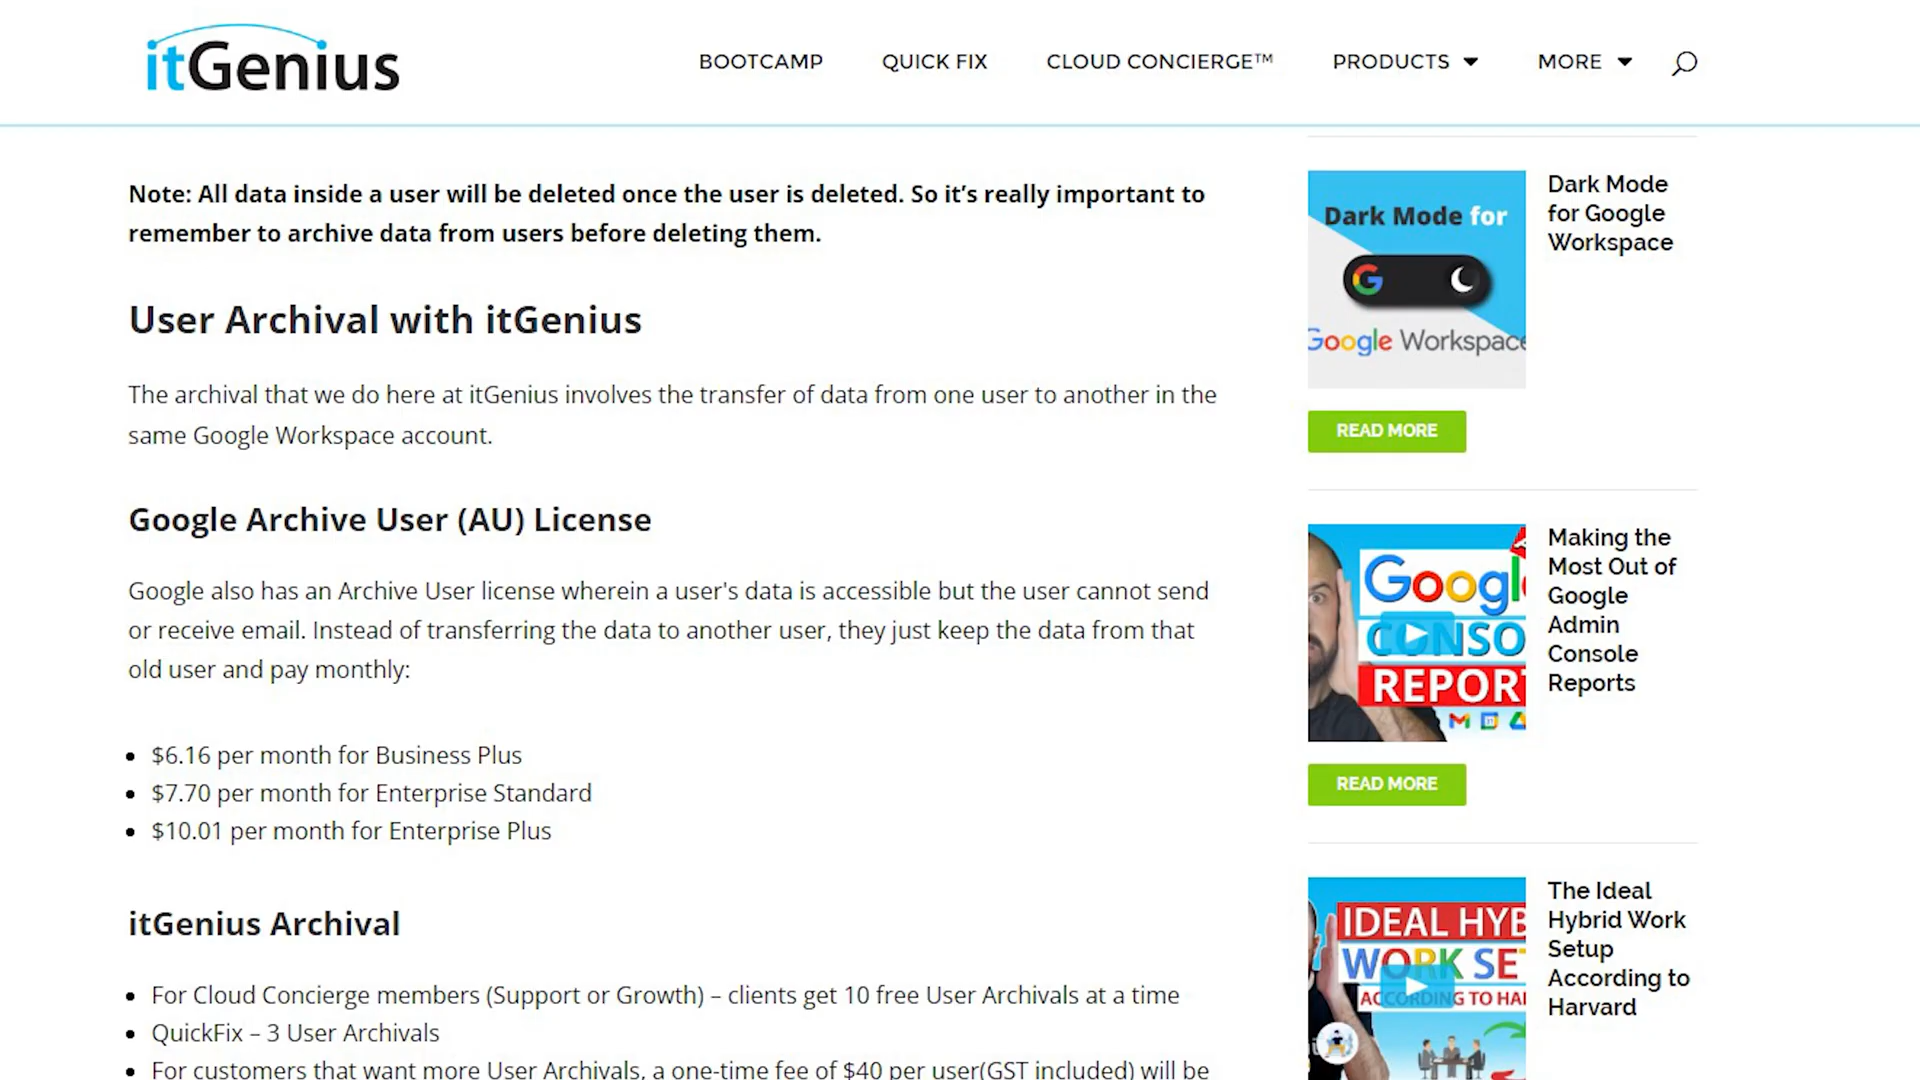 itGenius
BOOTCAMP
QUICK FIX
CLOUD CONCIERGE™
PRODUCTS
MORE
Note: All data inside a user will be deleted once the user is deleted. So it’s really important to
remember to archive data from users before deleting them.
User Archival with itGenius
The archival that we do here at itGenius involves the transfer of data from one user to another in the
same Google Workspace account.
Google Archive User (AU) License
Google also has an Archive User license wherein a user's data is accessible but the user cannot send
or receive email. Instead of transferring the data to another user, they just keep the data from that
old user and pay monthly:
• $6.16 per month for Business Plus
• $7.70 per month for Enterprise Standard
• $10.01 per month for Enterprise Plus
itGenius Archival
• For Cloud Concierge members (Support or Growth) – clients get 10 free User Archivals at a time
• QuickFix – 3 User Archivals
• For customers that want more User Archivals, a one-time fee of $40 per user(GST included) will be
Dark Mode for
G
Google Workspace
Dark Mode
for Google
Workspace
READ MORE
Googl
CONSO
REPORT
Making the
Most Out of
Google
Admin
Console
Reports
READ MORE
IDEAL HYB
WORK SE
ACCORDING TO HA
The Ideal
Hybrid Work
Setup
According to
Harvard